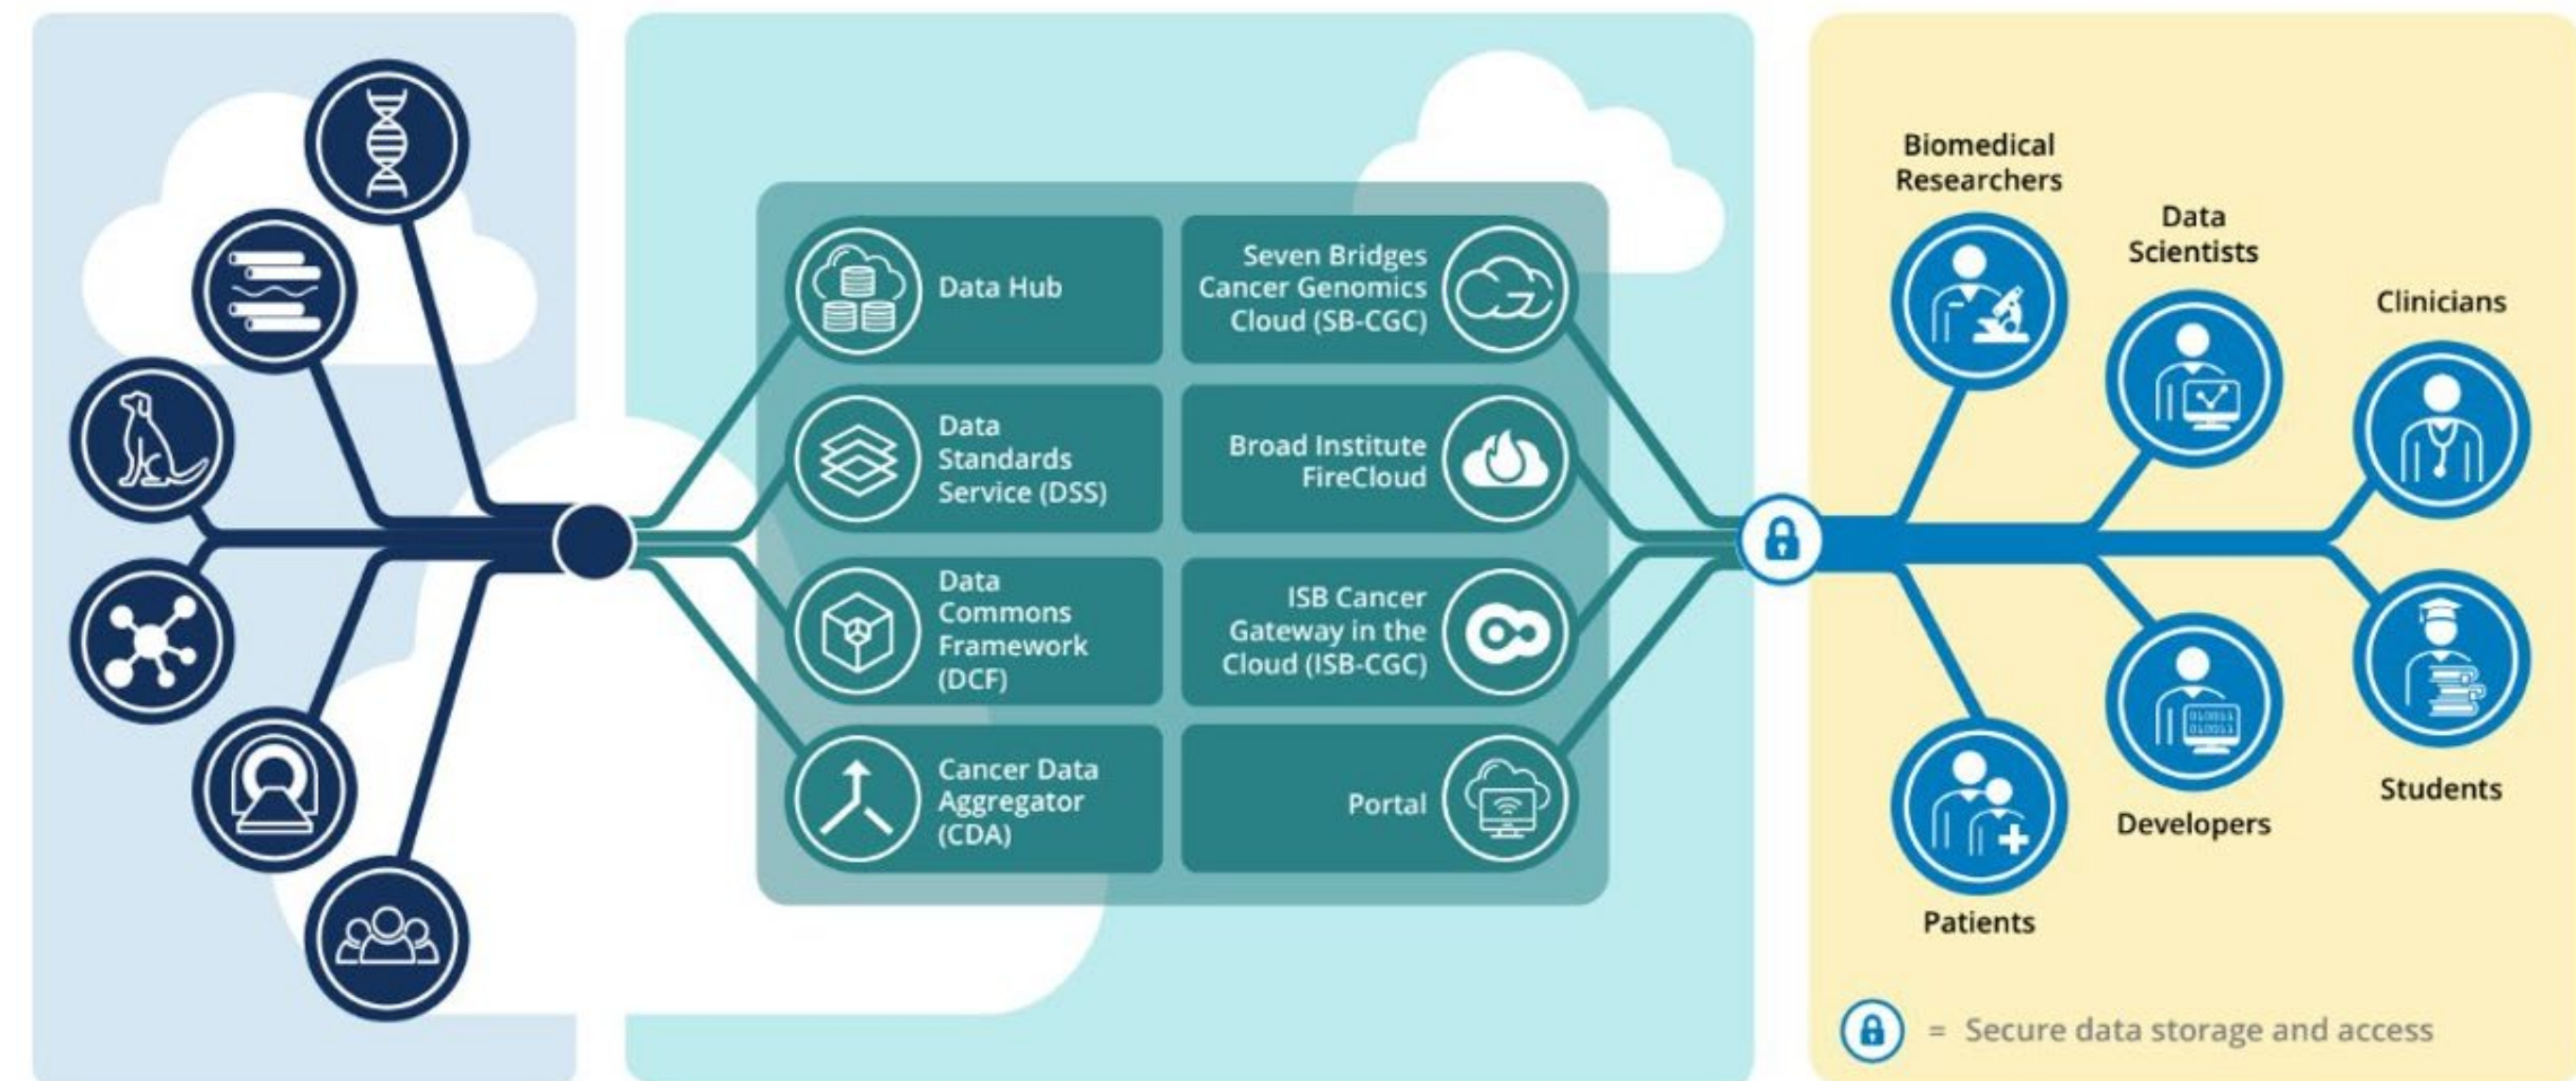 Data Hub
Data
Standards
Service (DSS)
Data
Commons
Framework
(DCF)
Cancer Data
Aggregator
(CDA)
Seven Bridges
Cancer Genomics
Cloud (SB-CGC)
Broad Institute
FireCloud
ISB Cancer
Gateway in the
Cloud (ISB-CGC)
Portal
Biomedical
Researchers
Data
Scientists
Clinicians
Patients
Developers
010011
010011
Students
= Secure data storage and access